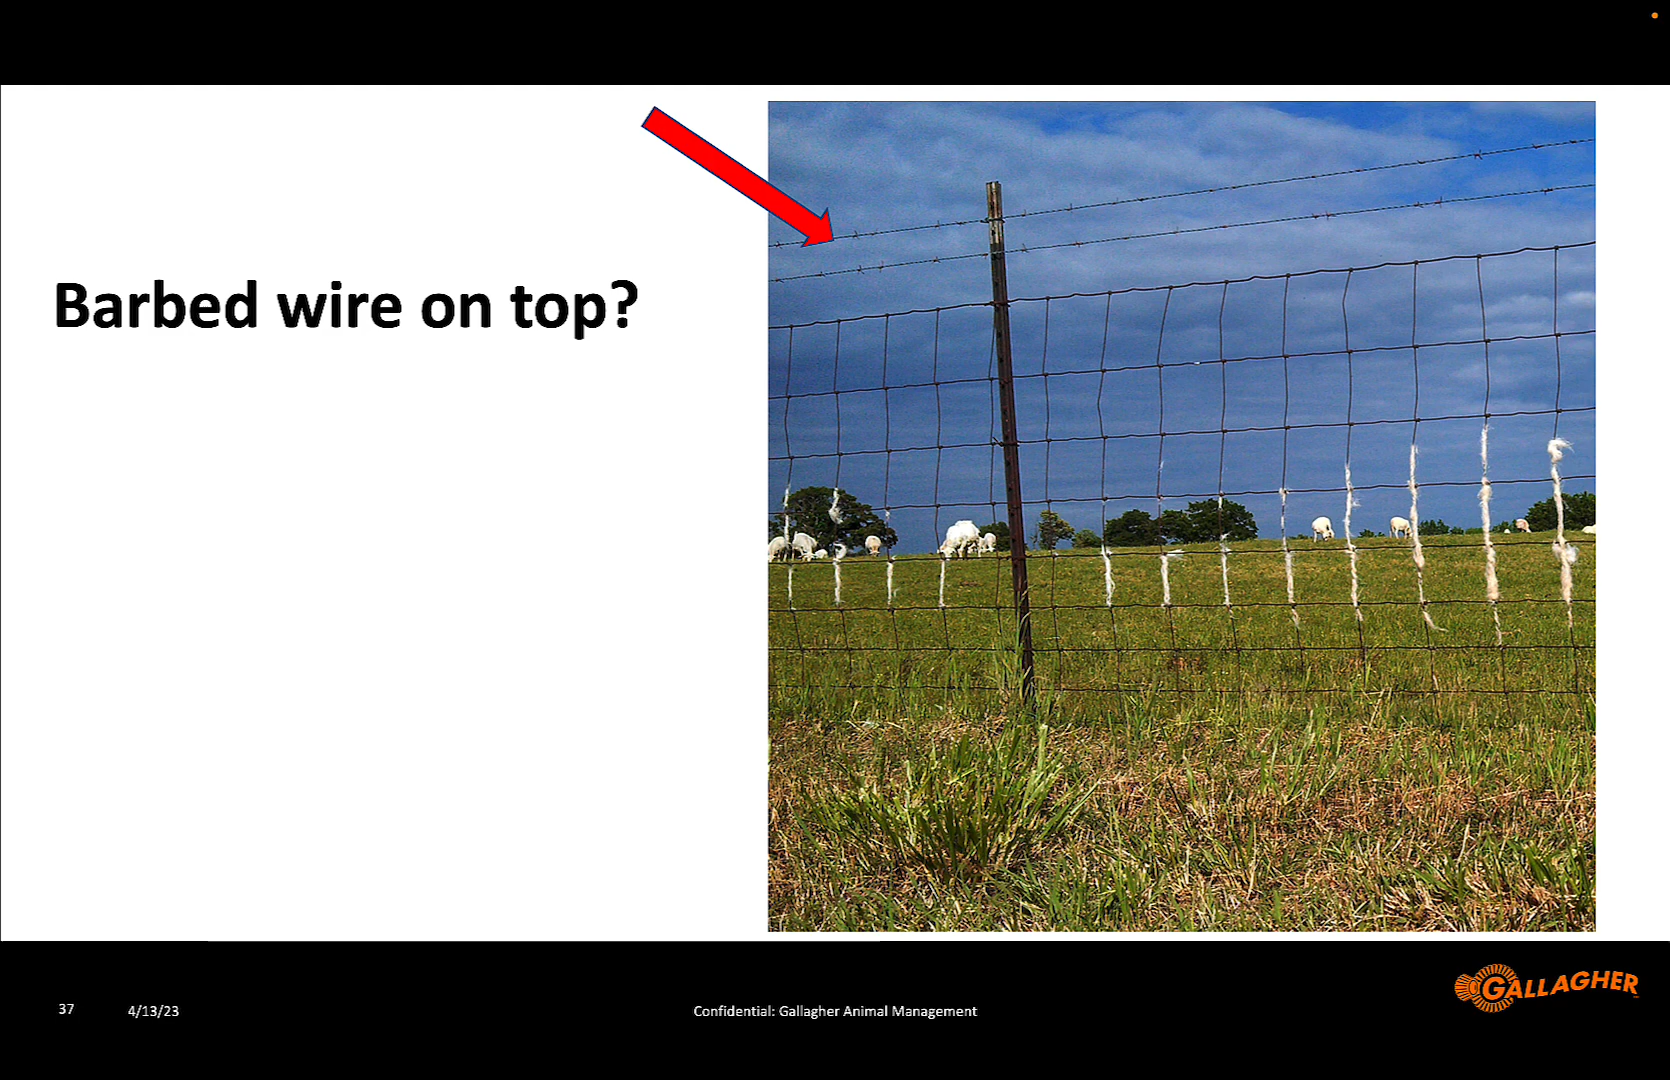 Barbed wire on top?
37
4/13/23
Confidential: Gallagher Animal Management
GALLAGHER